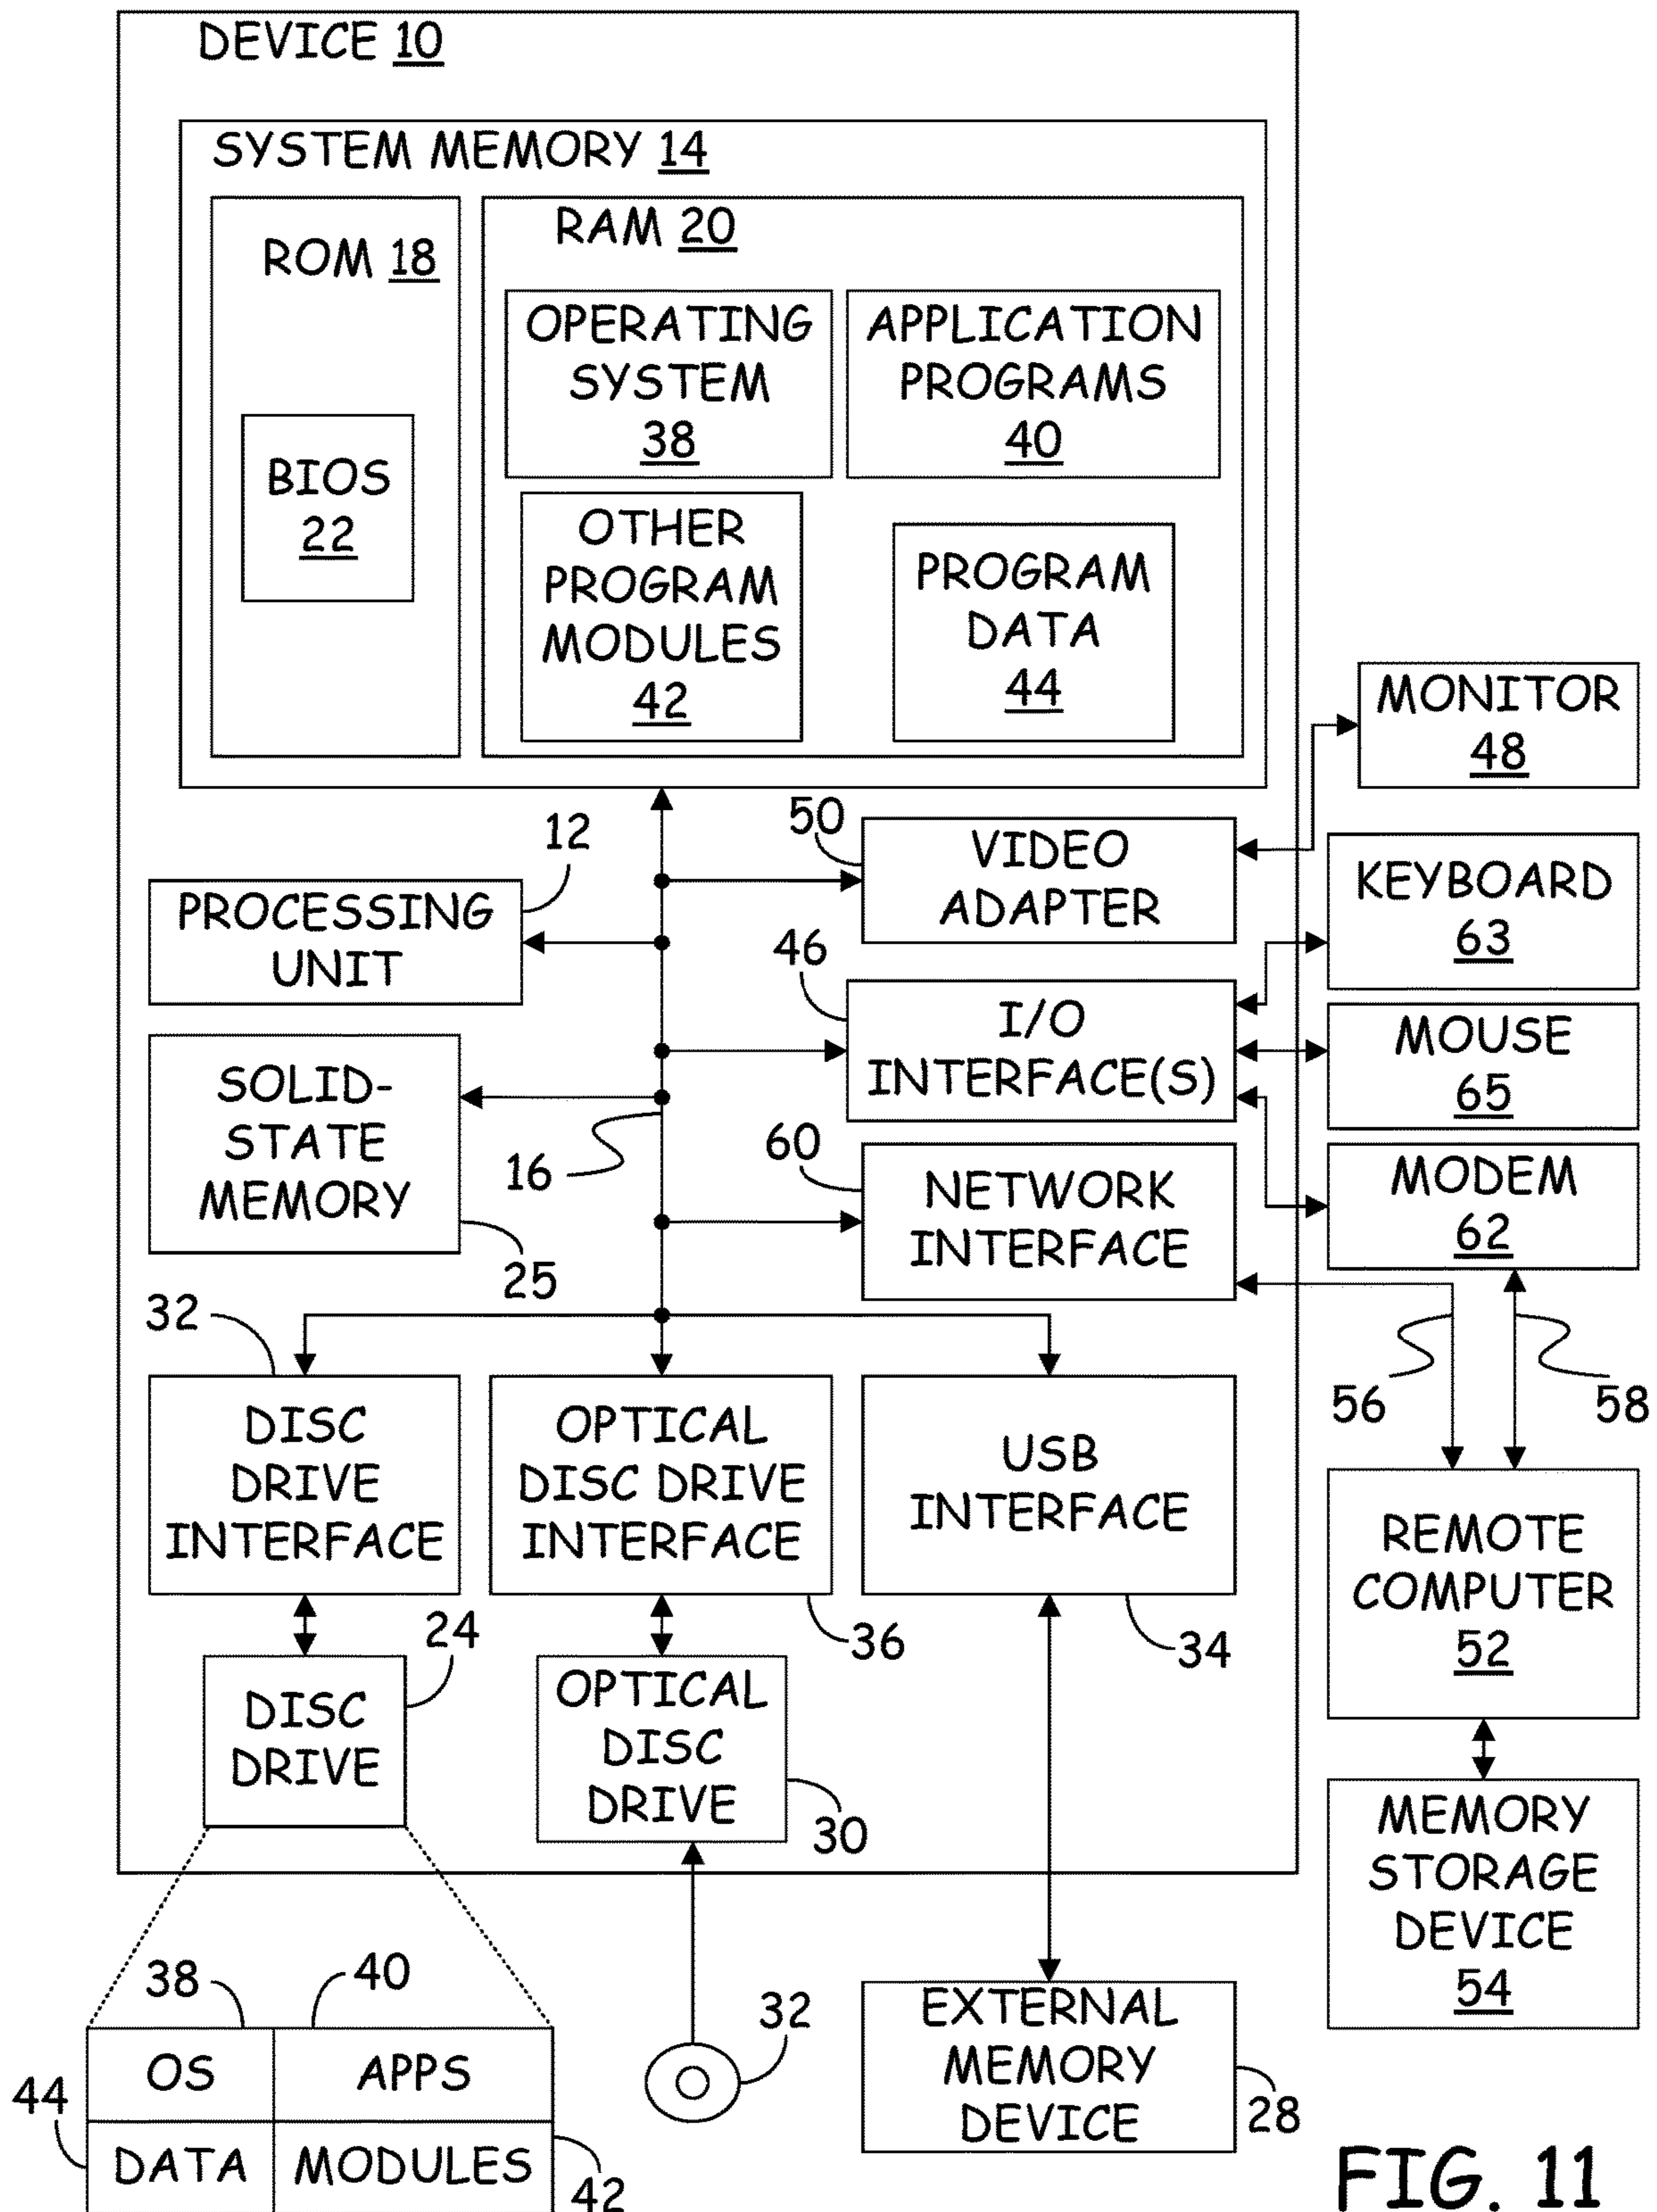 DEVICE 10
SYSTEM MEMORY 14
ROM 18
BIOS
22
RAM 20
OPERATING
SYSTEM
38
APPLICATION
PROGRAMS
40
OTHER
PROGRAM
MODULES
42
PROGRAM
DATA
44
MONITOR
48
12
PROCESSING
UNIT
50
VIDEO
ADAPTER
KEYBOARD
63
46
I/O
INTERFACE(S)
MOUSE
65
SOLID-
STATE
MEMORY
25
16
60
NETWORK
INTERFACE
MODEM
62
56
58
32
DISC
DRIVE
INTERFACE
OPTICAL
DISC DRIVE
INTERFACE
36
USB
INTERFACE
34
REMOTE
COMPUTER
52
24
DISC
DRIVE
OPTICAL
DISC
DRIVE
30
MEMORY
STORAGE
DEVICE
54
38
40
OS
APPS
44
DATA
MODULES
42
32
EXTERNAL
MEMORY
DEVICE
28
FIG. 11